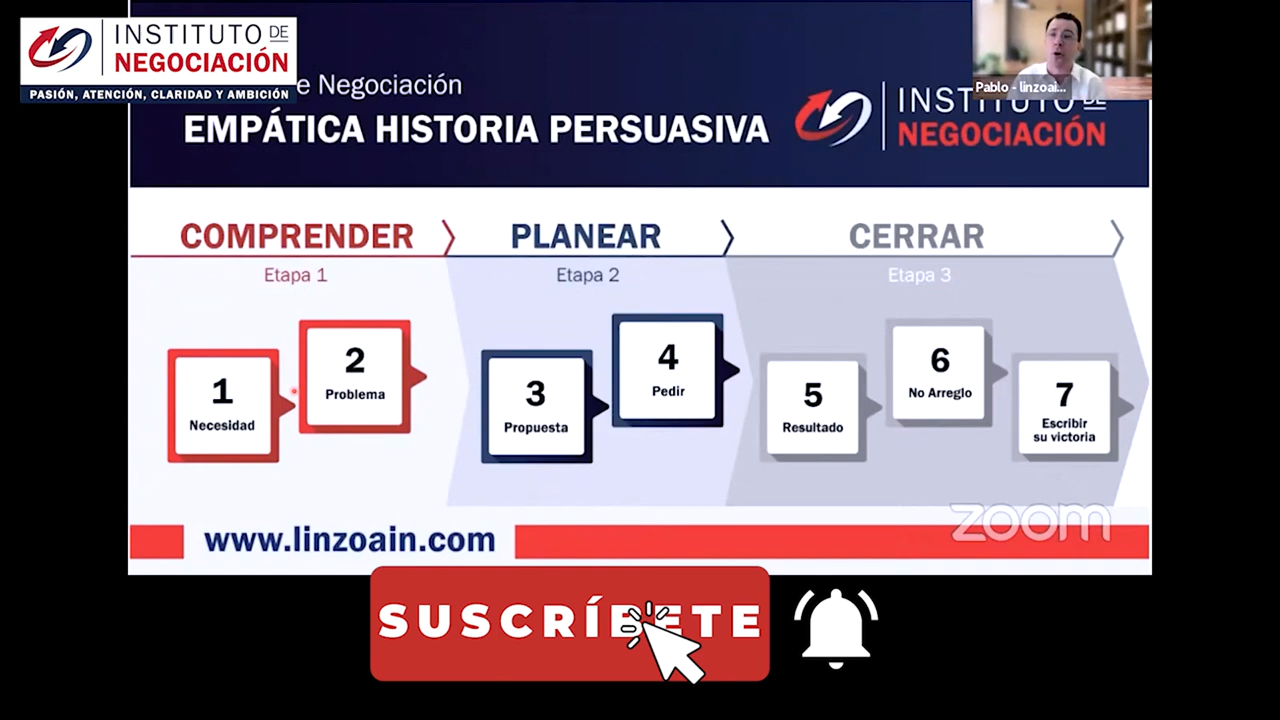 INSTITUTO DE
NEGOCIACIÓN
PASIÓN, ATENCIÓN, CLARIDAD Y AMBICIÓN
e Negociación
EMPÁTICA HISTORIA PERSUASIVA
INSTITUTO DE
NEGOCIACIÓN
Pablo - linzoai...
COMPRENDER
PLANEAR
CERRAR
Etapa 1
Etapa 2
Etapa 3
1
Necesidad
2
Problema
3
Propuesta
4
Pedir
5
Resultado
6
No Arreglo
7
Escribir
su victoria
zoom
www.linzoain.com
SUSCRÍBETE